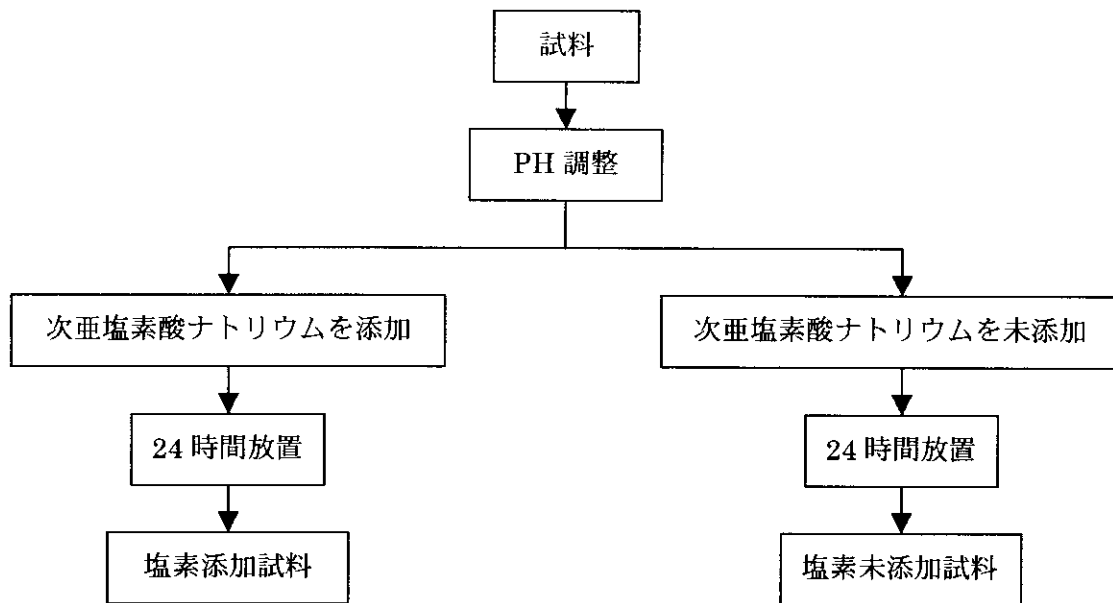 試料
PH 調整
次亜塩素酸ナトリウムを添加
次亜塩素酸ナトリウムを未添加
24 時間放置
24 時間放置
塩素添加試料
塩素未添加試料